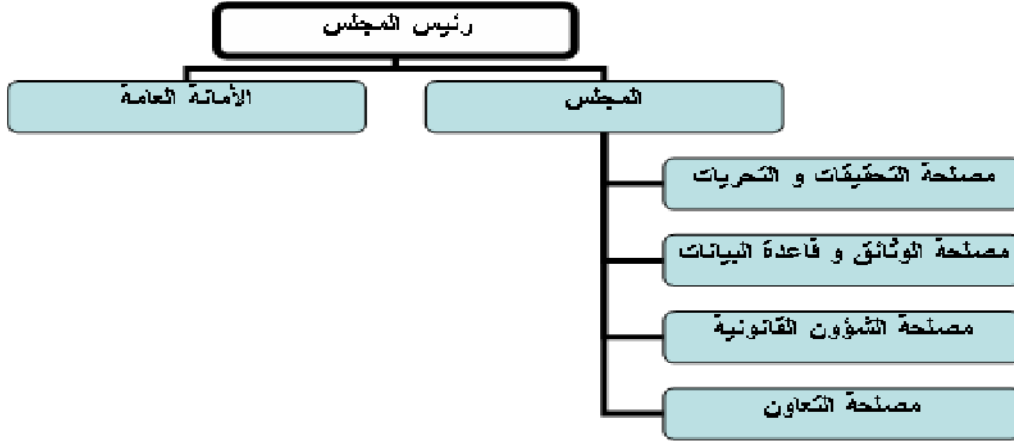 رئيس المجلس
المجلس
الأمانة العامة
مصلحة التحقيقات و التحريات
مصلحة الوثائق و قاعدة البيانات
مصلحة الشؤون القانونية
مصلحة التعاون